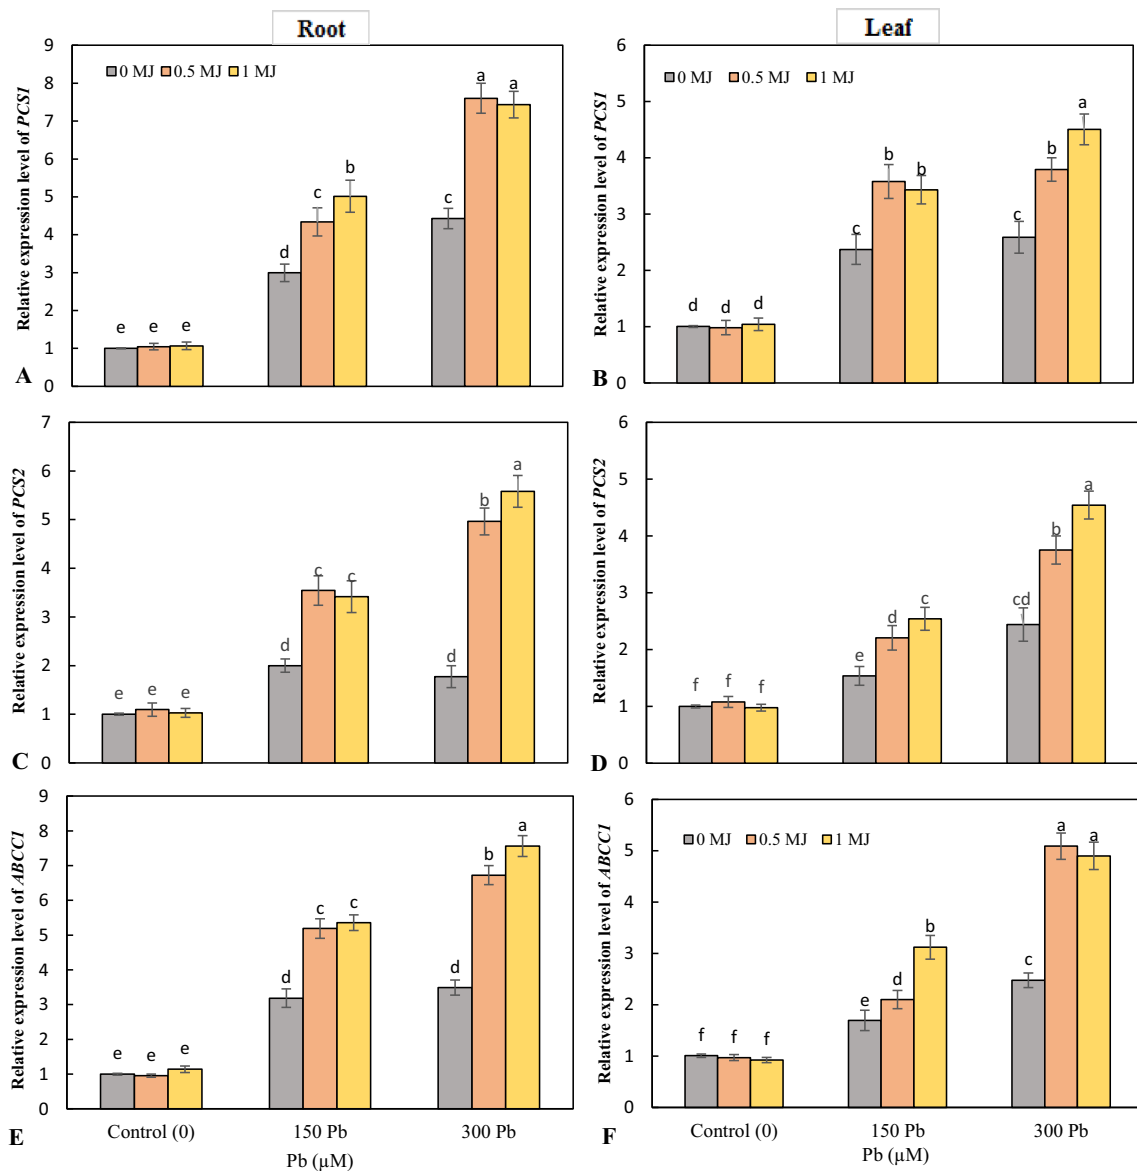 Root
Leaf
Relative expression level of PCS1
9
8
7
6
5
4
3
2
1
0
0 MJ 0.5 MJ 1 MJ
e e e
d c b
c a a
A
Relative expression level of PCS1
6
5
4
3
2
1
0
0 MJ 0.5 MJ 1 MJ
d d d
c b b
c b a
B
Relative expression level of PCS2
7
6
5
4
3
2
1
0
e e e
d c c
d b a
C
Relative expression level of PCS2
6
5
4
3
2
1
0
f f f
e d c
cd b a
D
Relative expression level of ABCC1
9
8
7
6
5
4
3
2
1
0
e e e
d c c
d b a
Control (0) 150 Pb 300 Pb
Pb (µM)
E
Relative expression level of ABCC1
6
5
4
3
2
1
0
0 MJ 0.5 MJ 1 MJ
f f f
e d b
c a a
Control (0) 150 Pb 300 Pb
Pb (µM)
F